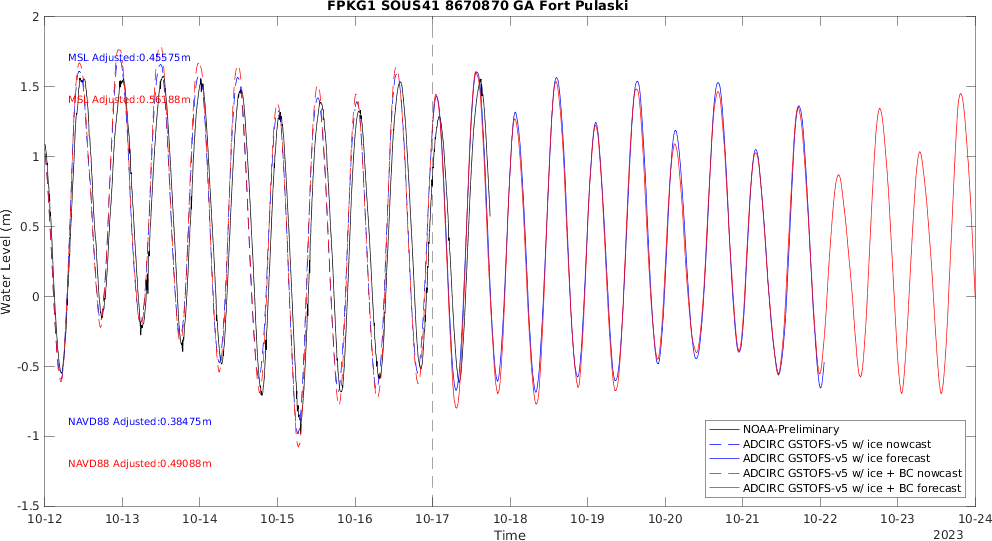 FPKG1 SOUS41 8670870 GA Fort Pulaski
2
1.5
1
0.5
0
-0.5
-1
-1.5
Water Level (m)
MSL Adjusted:0.45575m
MSL Adjusted:0.56188m
NAVD88 Adjusted:0.38475m
NAVD88 Adjusted:0.49088m
NOAA-Preliminary
ADCIRC GSTOFS-v5 w/ ice nowcast
ADCIRC GSTOFS-v5 w/ ice forecast
ADCIRC GSTOFS-v5 w/ ice + BC nowcast
ADCIRC GSTOFS-v5 w/ ice + BC forecast
10-12 10-13 10-14 10-15 10-16 10-17 10-18 10-19 10-20 10-21 10-22 10-23 10-24
Time
2023